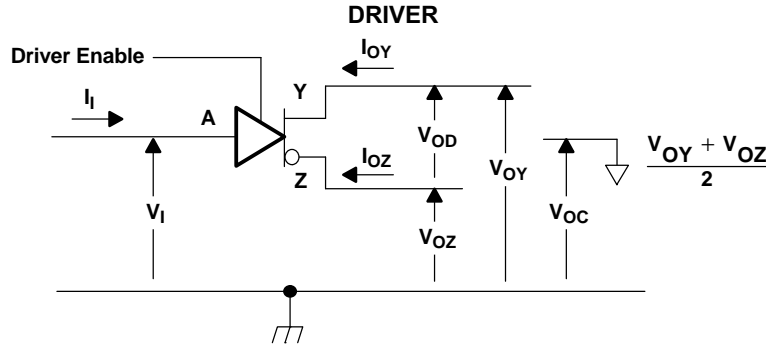 DRIVER
Driver Enable
I_OY
I_I
A
Y
V_OD
V_OY
V_OY + V_OZ
2
I_OZ
Z
V_I
V_OZ
V_OC